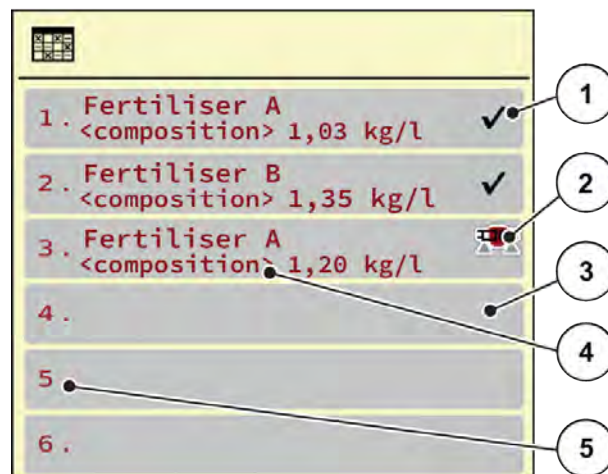 1. Fertiliser A
<composition> 1,03 kg/l
2. Fertiliser B
<composition> 1,35 kg/l
3. Fertiliser A
<composition> 1,20 kg/l
4.
5
6.
1
2
3
4
5